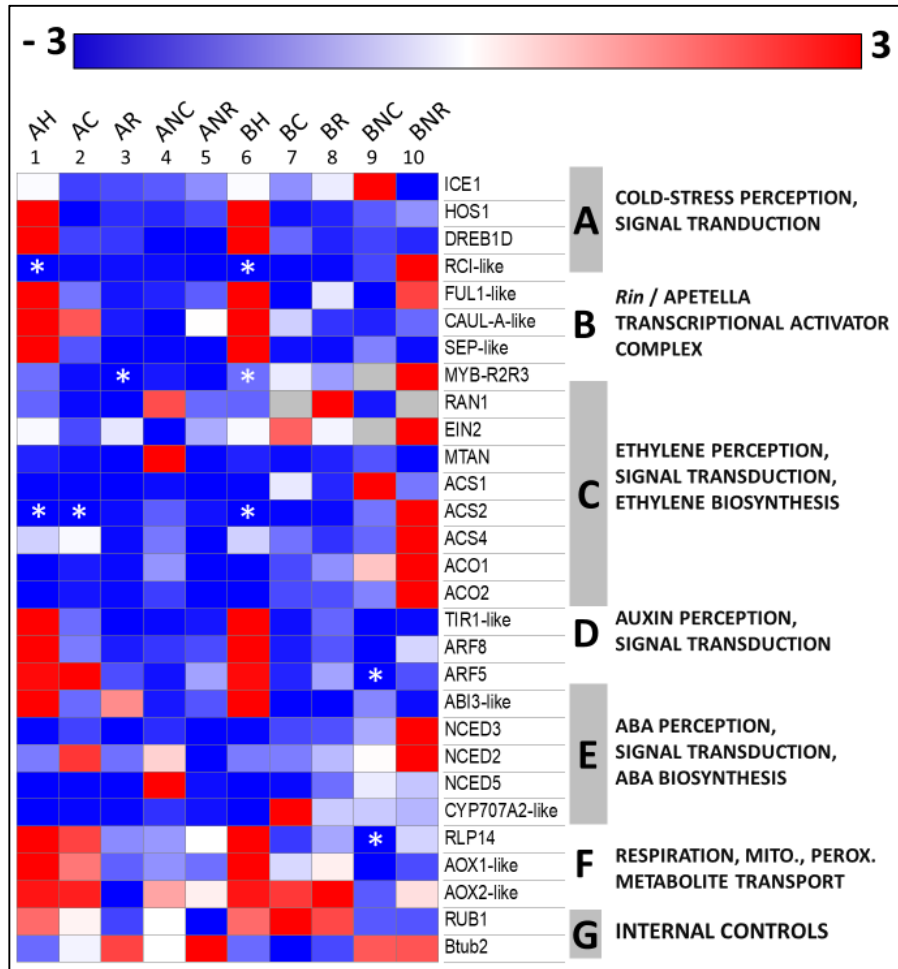 - 3
3
AH AC AR ANC ANR BH BC BR BNC BNR
1 2 3 4 5 6 7 8 9 10
ICE1
HOS1
DREB1D
* * RCI-like
FUL1-like
CAUL-A-like
SEP-like
* * MYB-R2R3
RAN1
EIN2
MTAN
ACS1
* * * ACS2
ACS4
ACO1
ACO2
TIR1-like
ARF8
* ARF5
ABI3-like
NCED3
NCED2
NCED5
CYP707A2-like
* RLP14
AOX1-like
AOX2-like
RUB1
Btub2
A
COLD-STRESS PERCEPTION,
SIGNAL TRANDUCTION
B
Rin / APETELLA
TRANSCRIPTIONAL ACTIVATOR
COMPLEX
C
ETHYLENE PERCEPTION,
SIGNAL TRANSDUCTION,
ETHYLENE BIOSYNTHESIS
D
AUXIN PERCEPTION,
SIGNAL TRANSDUCTION
E
ABA PERCEPTION,
SIGNAL TRANSDUCTION,
ABA BIOSYNTHESIS
F
RESPIRATION, MITO., PEROX.
METABOLITE TRANSPORT
G
INTERNAL CONTROLS